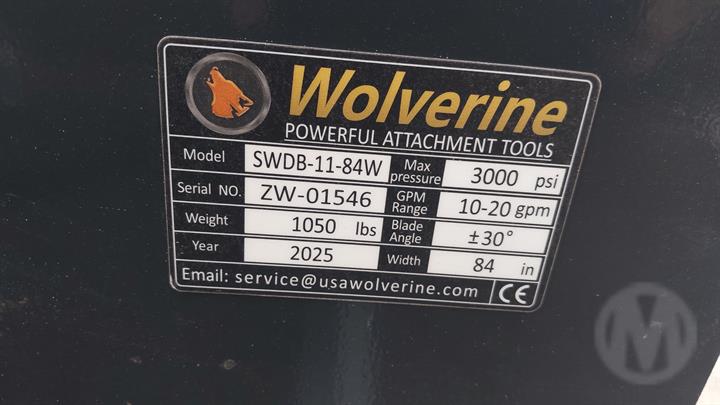 Wolverine
POWERFUL ATTACHMENT TOOLS
Model SWDB-11-84W Max pressure 3000 psi
Serial NO. ZW-01546 GPM Range 10-20 gpm
Weight 1050 lbs Blade Angle ±30°
Year 2025 Width 84 in
Email: service@usawolverine.com CE
M